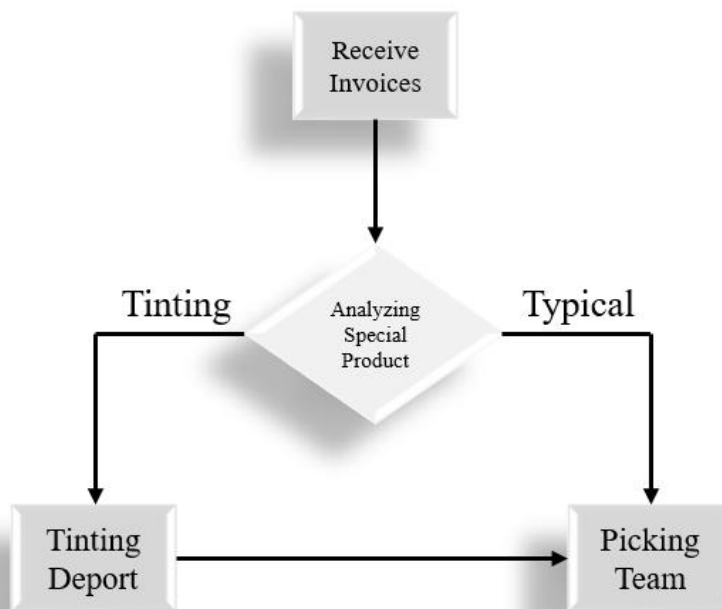 Receive
Invoices
Tinting
Analyzing
Special
Product
Typical
Tinting
Deport
Picking
Team